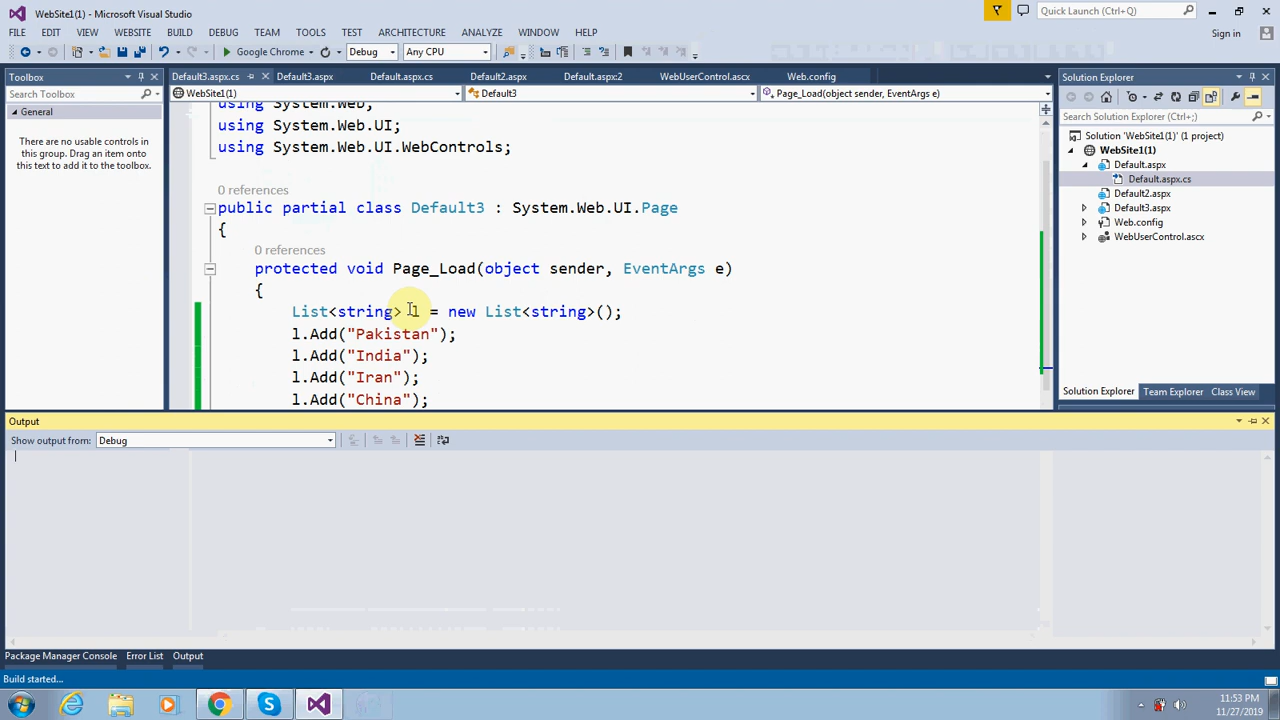 WebSite1(1) - Microsoft Visual Studio
Quick Launch (Ctrl+Q)
FILE EDIT VIEW WEBSITE BUILD DEBUG TEAM TOOLS TEST ARCHITECTURE ANALYZE WINDOW HELP
Sign in
Google Chrome Debug Any CPU
Toolbox
Default3.aspx.cs Default3.aspx Default.aspx.cs Default2.aspx Default.aspx2 WebUserControl.ascx Web.config
Solution Explorer
Search Toolbox
WebSite1(1) Default3 Page_Load(object sender, EventArgs e)
General
There are no usable controls in
this group. Drag an item onto
this text to add it to the toolbox.
using System.Web;
using System.Web.UI;
using System.Web.UI.WebControls;
0 references
public partial class Default3 : System.Web.UI.Page
{
0 references
protected void Page_Load(object sender, EventArgs e)
{
List<string> l = new List<string>();
l.Add("Pakistan");
l.Add("India");
l.Add("Iran");
l.Add("China");
Search Solution Explorer (Ctrl+;)
Solution 'WebSite1(1)' (1 project)
WebSite1(1)
Default.aspx
Default.aspx.cs
Default2.aspx
Default3.aspx
Web.config
WebUserControl.ascx
Solution Explorer Team Explorer Class View
Output
Show output from: Debug
Package Manager Console Error List Output
Build started...
11:53 PM
11/27/2019